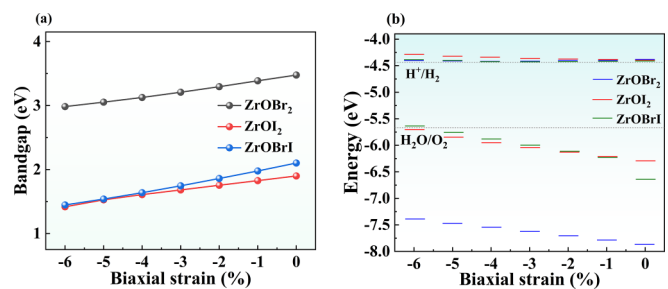 (a)
Bandgap (eV)
4
3
2
1
ZrOBr₂
ZrOI₂
ZrOBrI
-6 -5 -4 -3 -2 -1 0
Biaxial strain (%)
(b)
Energy (eV)
-4.0
-4.5
-5.0
-5.5
-6.0
-6.5
-7.0
-7.5
-8.0
H⁺/H₂
H₂O/O₂
ZrOBr₂
ZrOI₂
ZrOBrI
-6 -5 -4 -3 -2 -1 0
Biaxial strain (%)